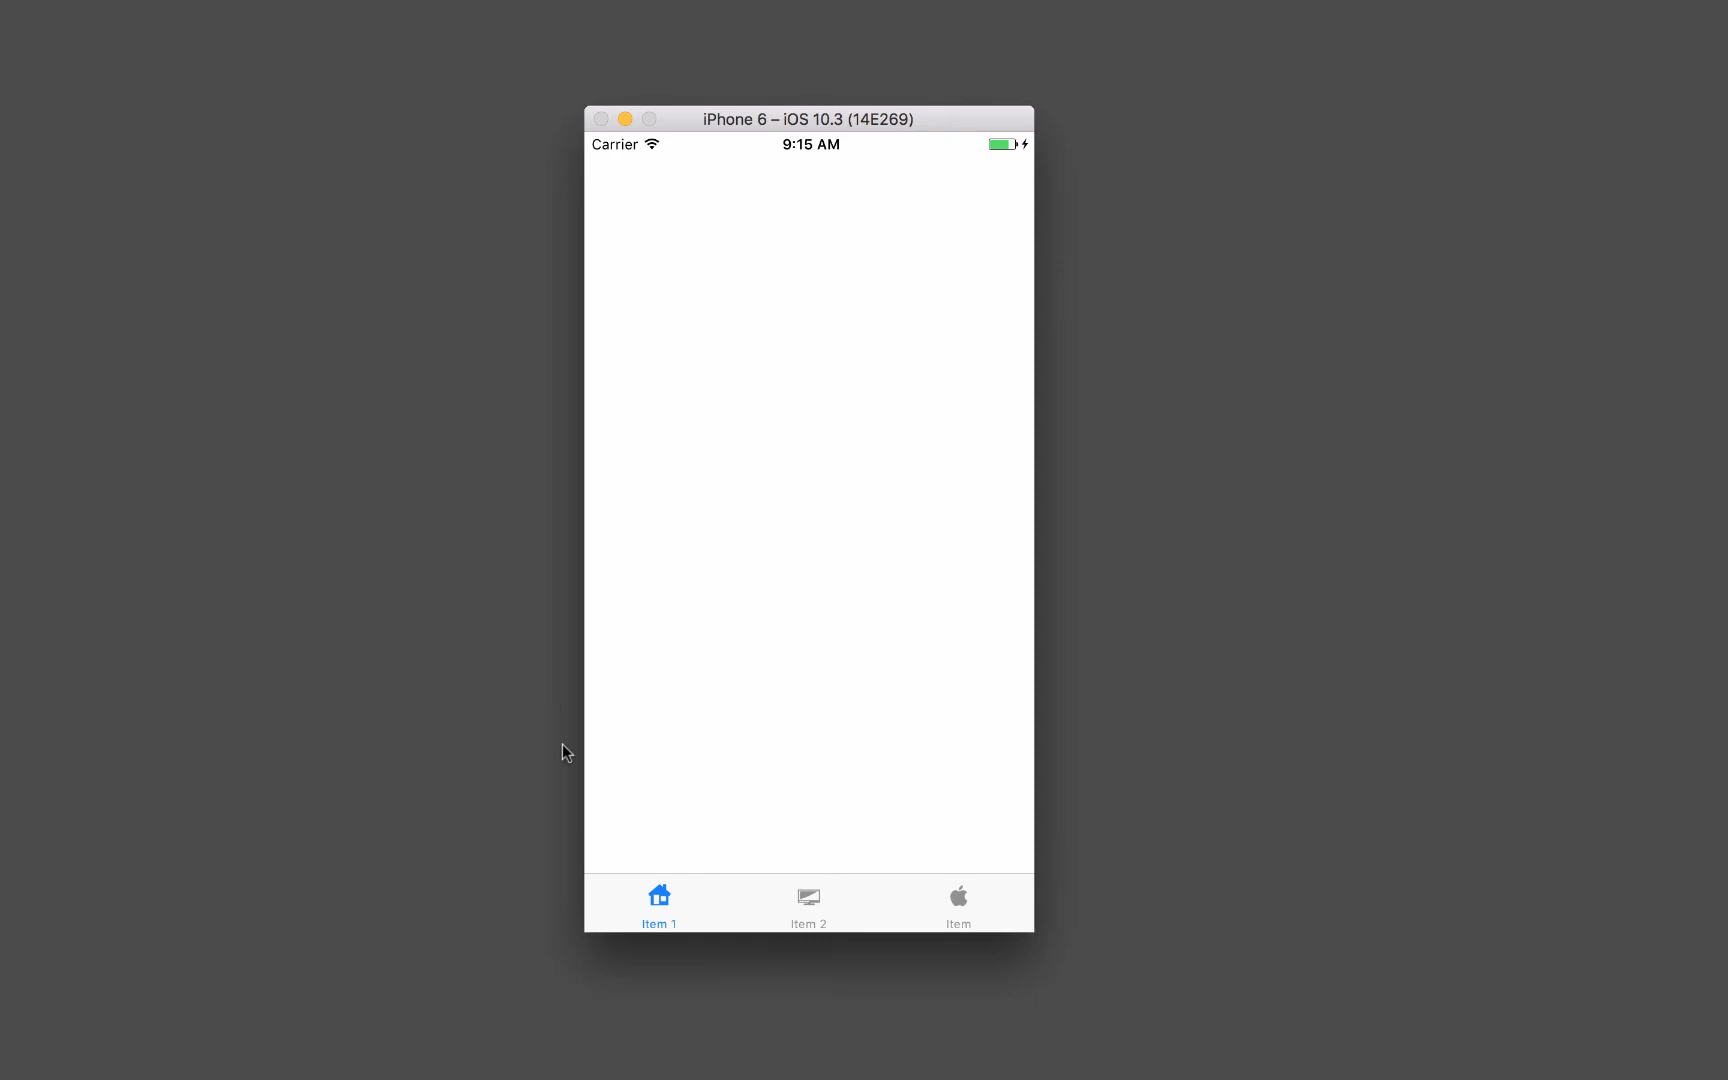 iPhone 6 – iOS 10.3 (14E269)
Carrier 9:15 AM
Item 1 Item 2 Item